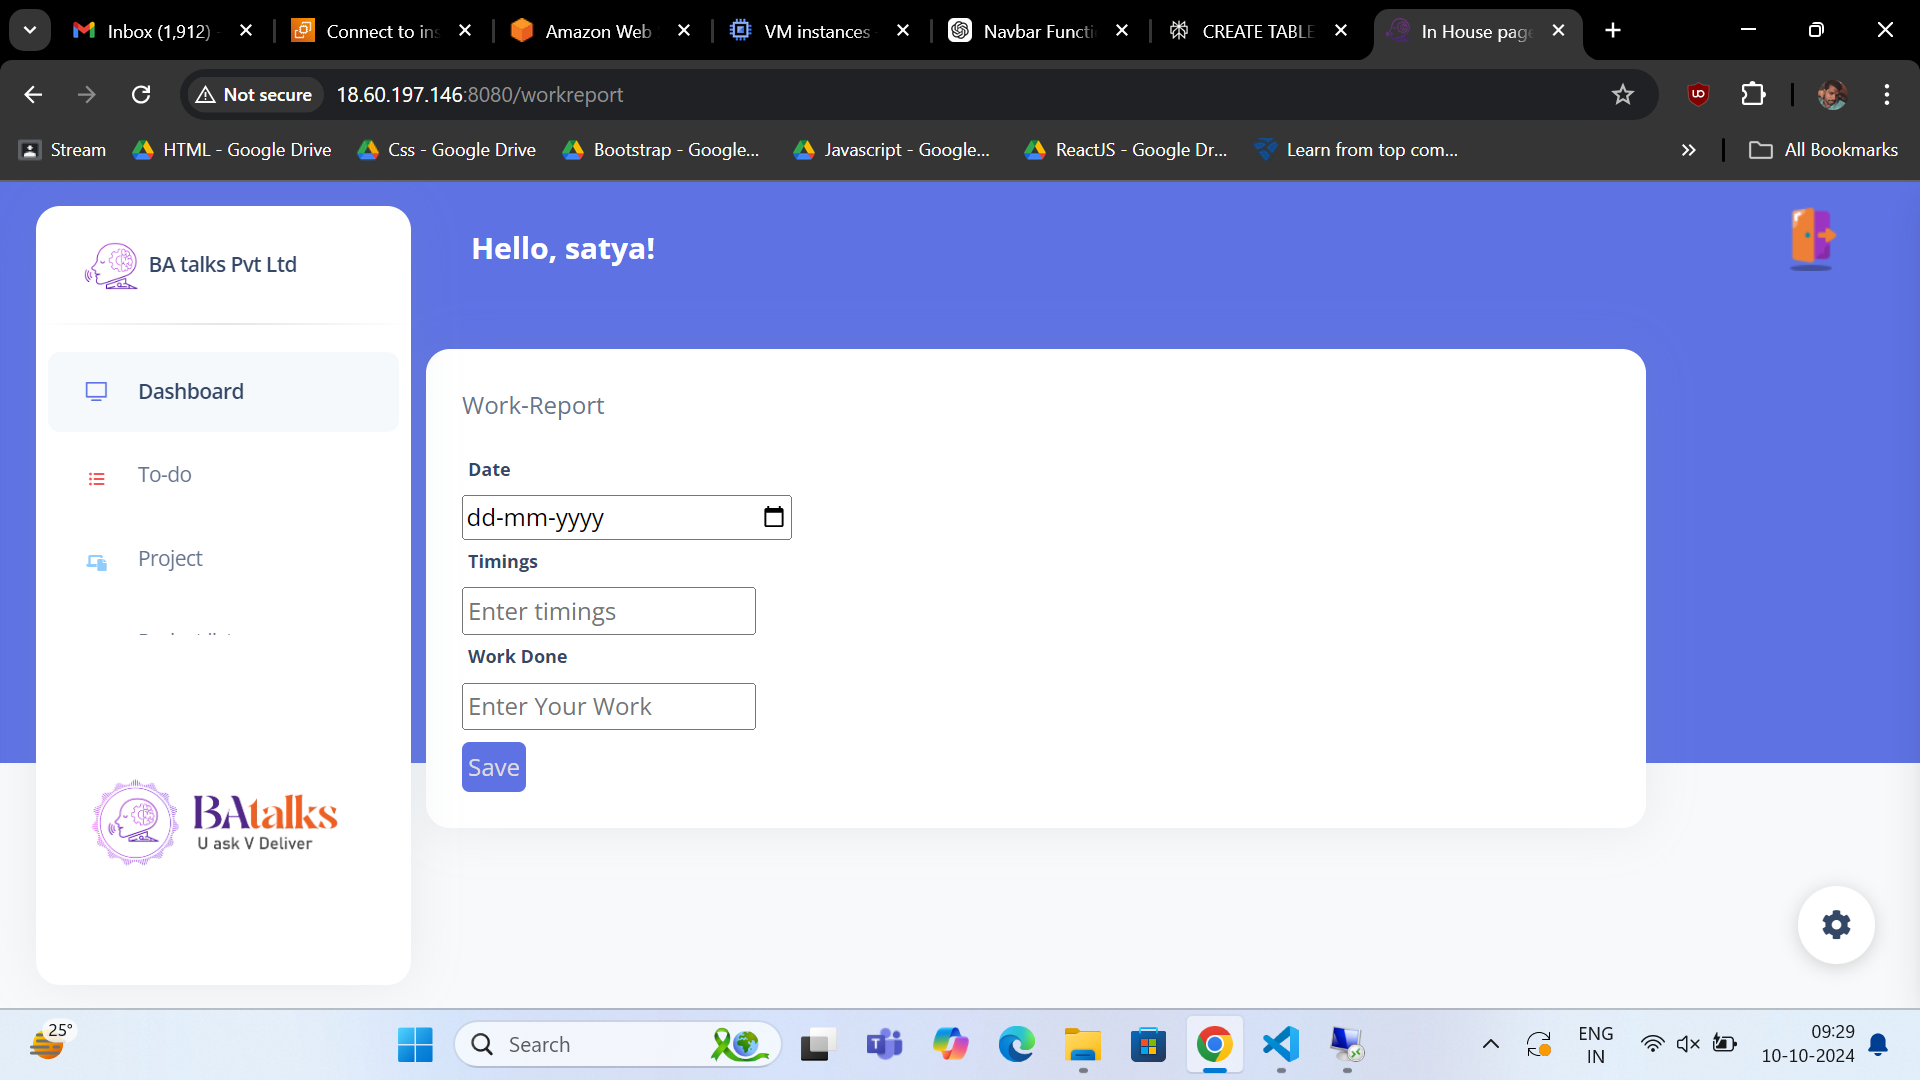 Inbox (1,912) -
Connect to ins
Amazon Web
VM instances -
Navbar Functi
CREATE TABLE
In House page
Not secure
18.60.197.146:8080/workreport
Stream
HTML - Google Drive
Css - Google Drive
Bootstrap - Google...
Javascript - Google...
ReactJS - Google Dr...
Learn from top com...
All Bookmarks
BA talks Pvt Ltd
Hello, satya!
Dashboard
To-do
Project
Work-Report
Date
dd-mm-yyyy
Timings
Enter timings
Work Done
Enter Your Work
Save
BAtalks
U ask V Deliver
25°
Search
ENG
IN
09:29
10-10-2024